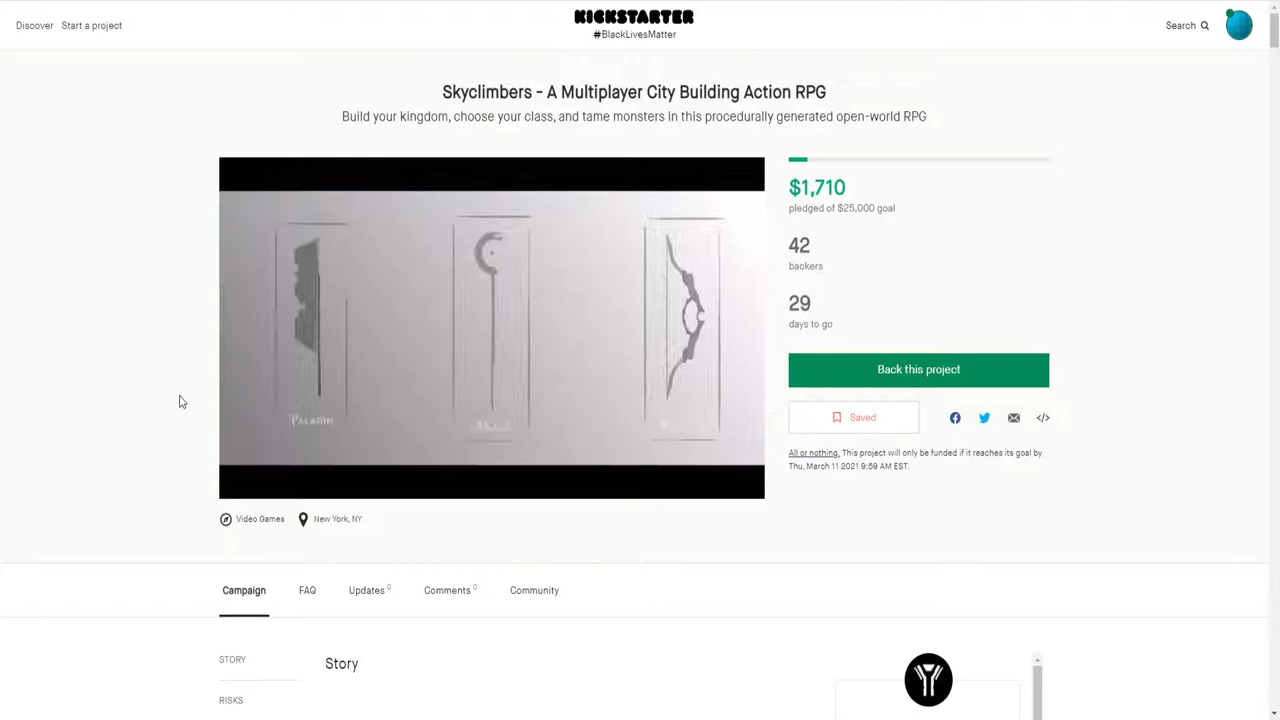 Discover Start a project
KICKSTARTER
#BlackLivesMatter
Search
Skyclimbers - A Multiplayer City Building Action RPG
Build your kingdom, choose your class, and tame monsters in this procedurally generated open-world RPG
PALADIN
$1,710
pledged of $25,000 goal
42
backers
29
days to go
Back this project
Saved
All or nothing. This project will only be funded if it reaches its goal by
Thu, March 11 2021 9:59 AM EST.
Video Games New York, NY
Campaign FAQ Updates 0 Comments 0 Community
STORY
RISKS
Story